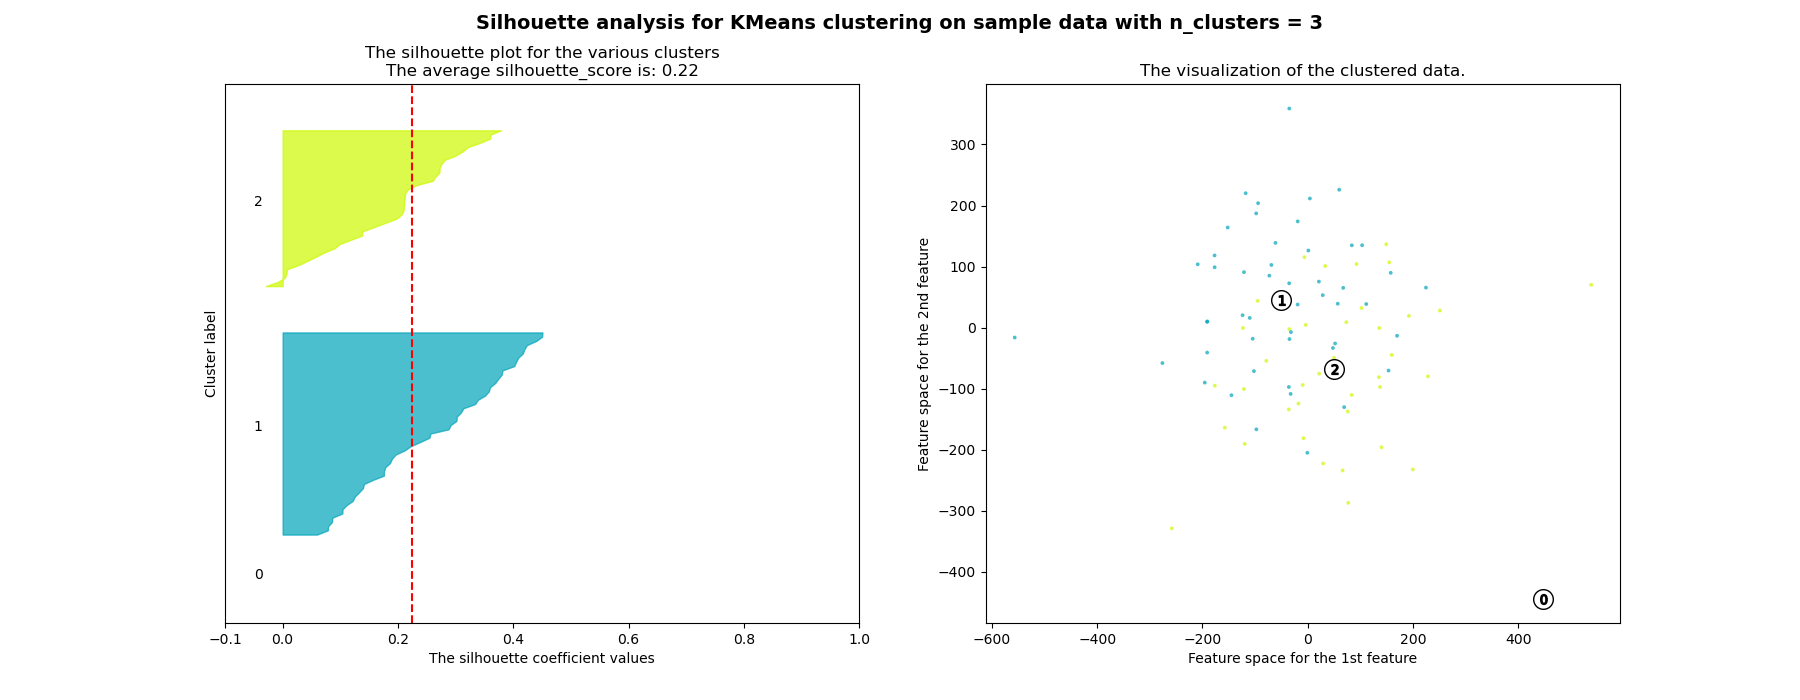 Silhouette analysis for KMeans clustering on sample data with n_clusters = 3
The silhouette plot for the various clusters
The average silhouette_score is: 0.22
Cluster label
2
1
0
−0.1 0.0 0.2 0.4 0.6 0.8 1.0
The silhouette coefficient values
The visualization of the clustered data.
Feature space for the 2nd feature
300
200
100
0
−100
−200
−300
−400
1
2
0
−600 −400 −200 0 200 400
Feature space for the 1st feature